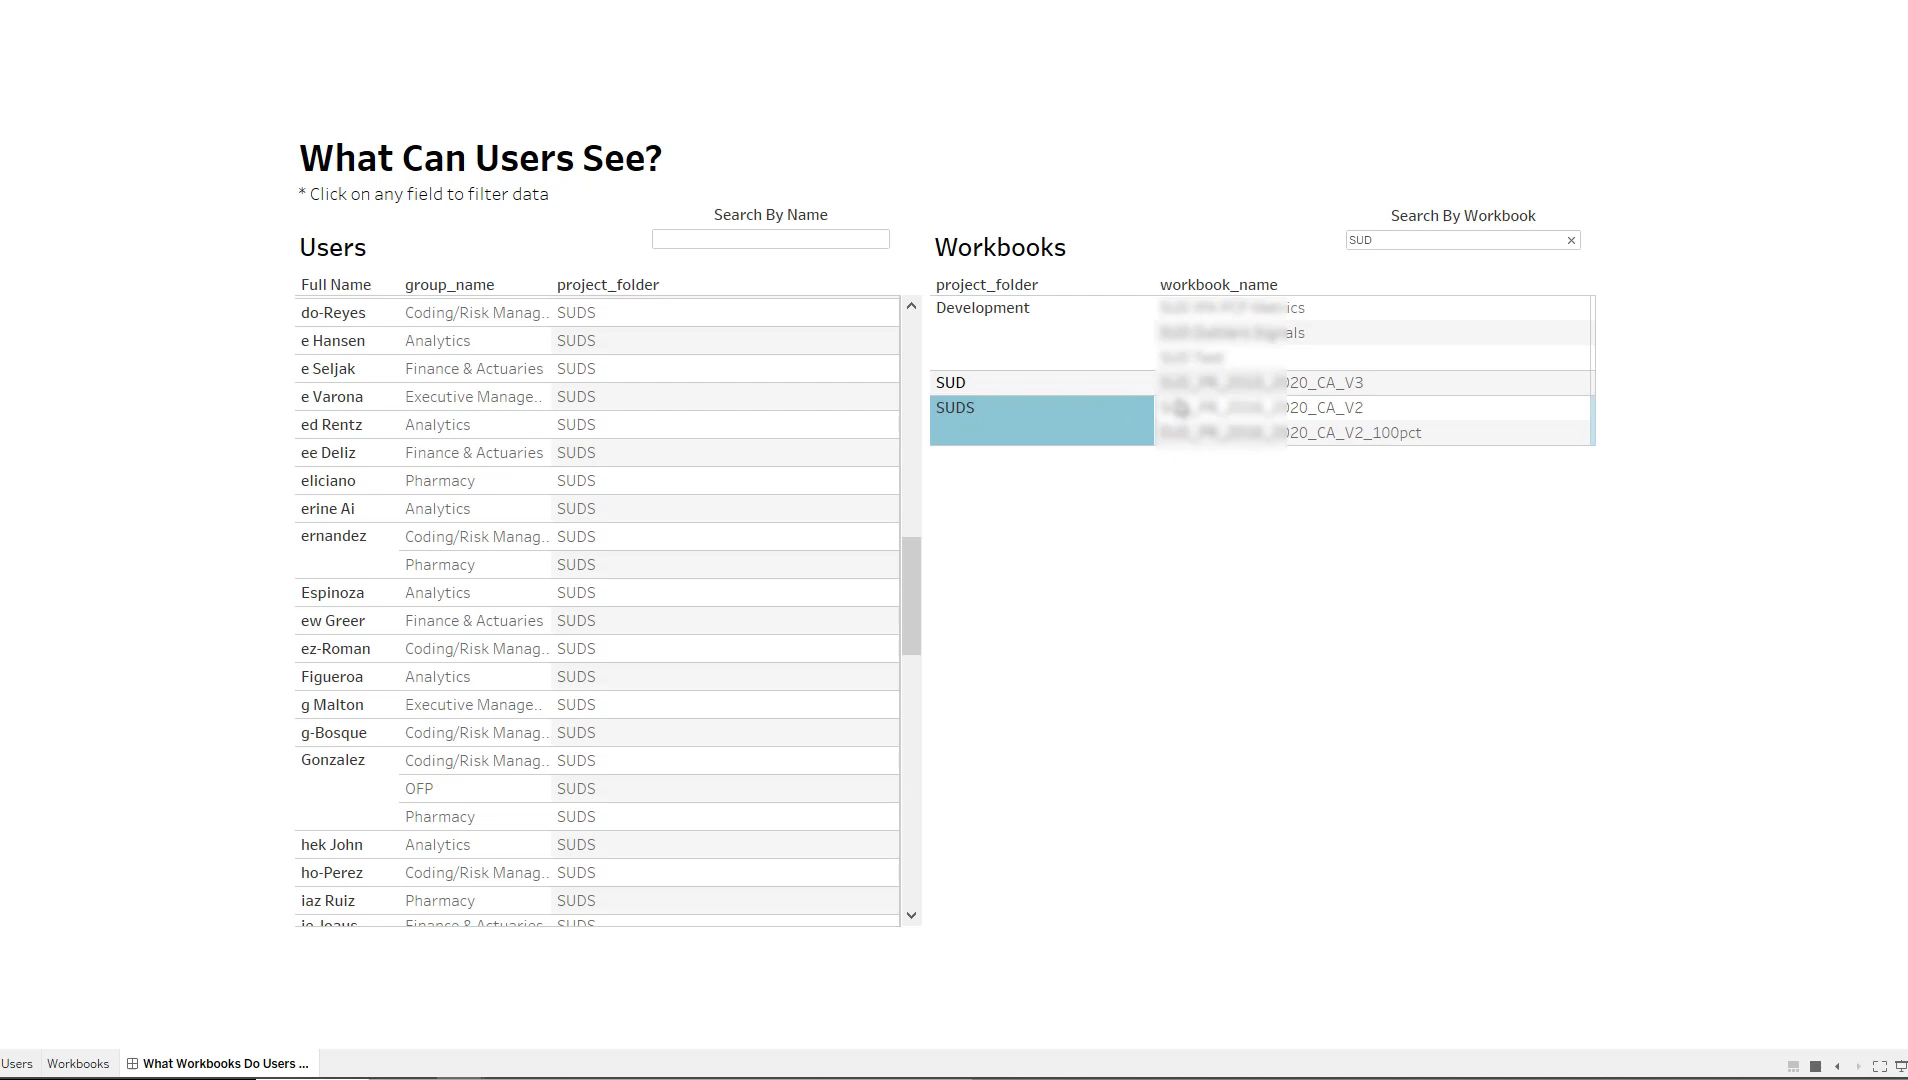 What Can Users See?
* Click on any field to filter data
Search By Name
Users
Full Name group_name project_folder
do-Reyes Coding/Risk Manag.. SUDS
e Hansen Analytics SUDS
e Seljak Finance & Actuaries SUDS
e Varona Executive Manage.. SUDS
ed Rentz Analytics SUDS
ee Deliz Finance & Actuaries SUDS
eliciano Pharmacy SUDS
erine Ai Analytics SUDS
ernandez Coding/Risk Manag.. SUDS
Pharmacy SUDS
Espinoza Analytics SUDS
ew Greer Finance & Actuaries SUDS
ez-Roman Coding/Risk Manag.. SUDS
Figueroa Analytics SUDS
g Malton Executive Manage.. SUDS
g-Bosque Coding/Risk Manag.. SUDS
Gonzalez Coding/Risk Manag.. SUDS
OFP SUDS
Pharmacy SUDS
hek John Analytics SUDS
ho-Perez Coding/Risk Manag.. SUDS
iaz Ruiz Pharmacy SUDS
Finance & Actuaries SUDS
Search By Workbook
SUD
Workbooks
project_folder workbook_name
Development
SUD
SUDS
Users Workbooks What Workbooks Do Users ...